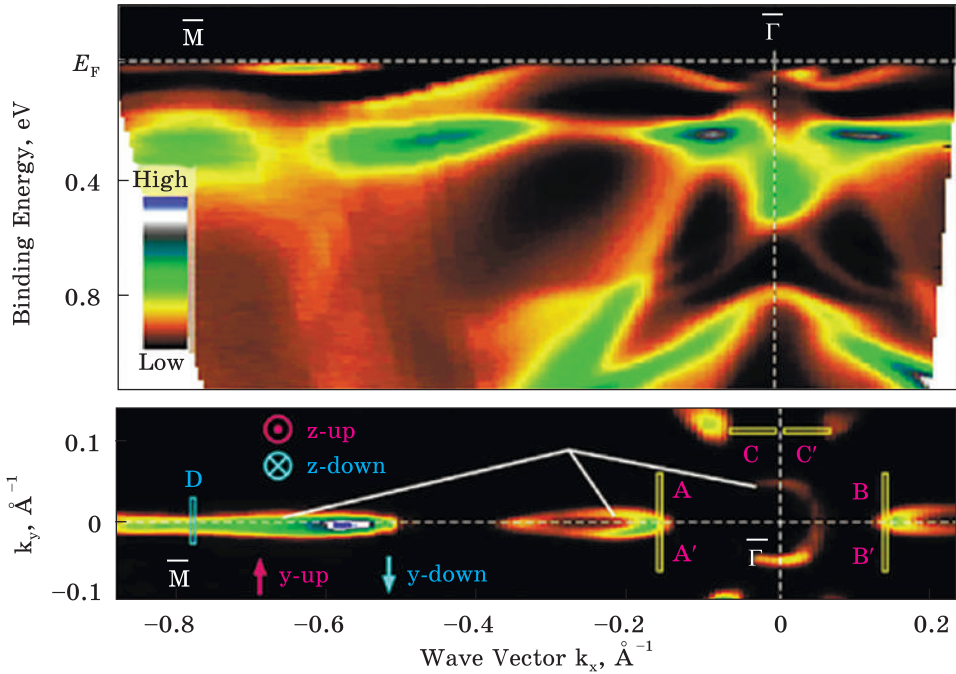 M̅
Γ̅
E_F
Binding Energy, eV
0.4
0.8
High
Low
0.1
0
−0.1
k_y, Å⁻¹
z-up
z-down
D
C C′
A B
A′ B′
Γ̅
M̅
y-up y-down
−0.8 −0.6 −0.4 −0.2 0 0.2
Wave Vector k_x, Å⁻¹